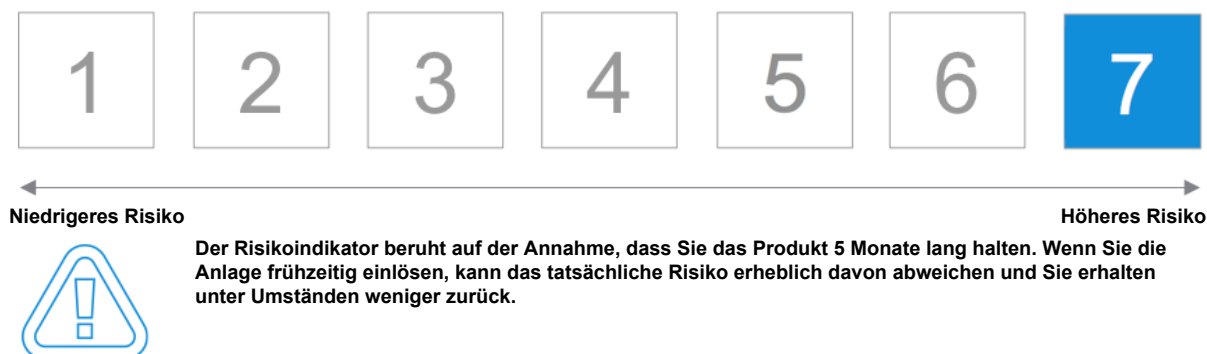 1 2 3 4 5 6 7
Niedrigeres Risiko Höheres Risiko
Der Risikoindikator beruht auf der Annahme, dass Sie das Produkt 5 Monate lang halten. Wenn Sie die
Anlage frühzeitig einlösen, kann das tatsächliche Risiko erheblich davon abweichen und Sie erhalten
unter Umständen weniger zurück.